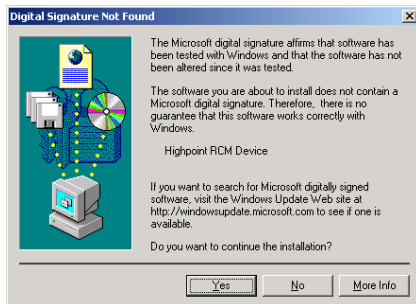 Digital Signature Not Found
The Microsoft digital signature affirms that software has
been tested with Windows and that the software has not
been altered since it was tested.
The software you are about to install does not contain a
Microsoft digital signature. Therefore, there is no
guarantee that this software works correctly with
Windows.
Highpoint RCM Device
If you want to search for Microsoft digitally signed
software, visit the Windows Update Web site at
http://windowsupdate.microsoft.com to see if one is
available.
Do you want to continue the installation?
Yes No More Info